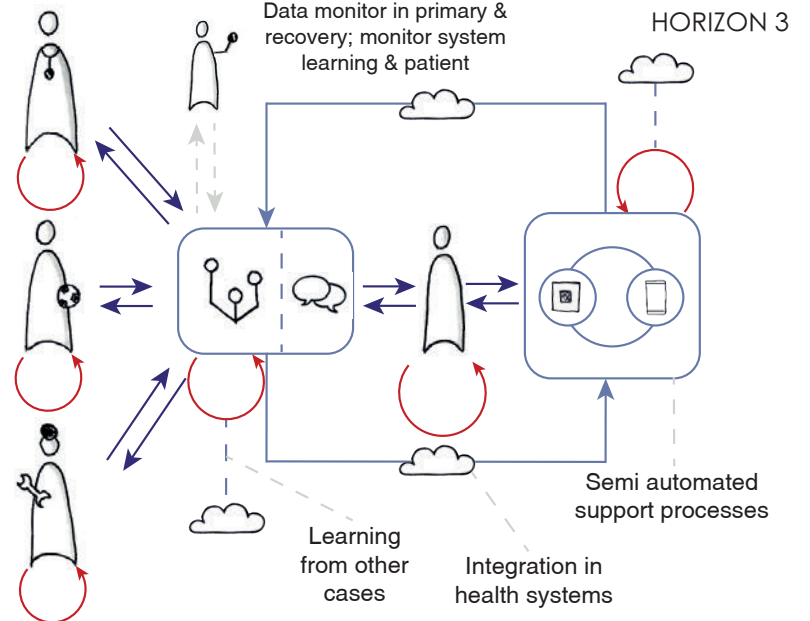 Data monitor in primary &
recovery; monitor system
learning & patient
HORIZON 3
Semi automated
support processes
Learning
from other
cases
Integration in
health systems